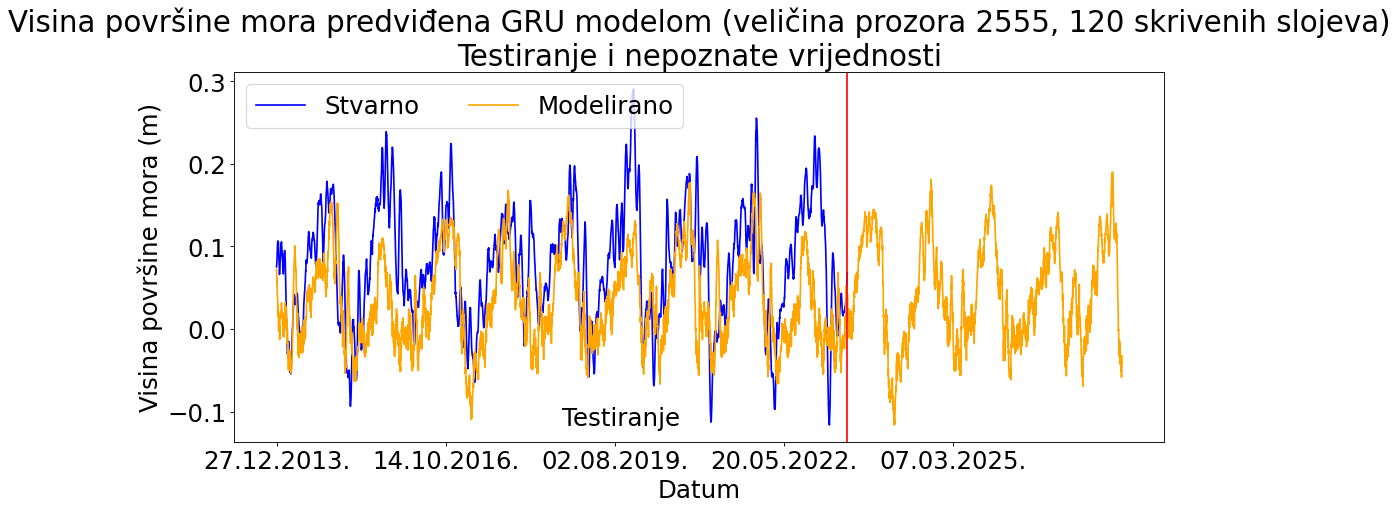 Visina površine mora predviđena GRU modelom (veličina prozora 2555, 120 skrivenih slojeva)
Testiranje i nepoznate vrijednosti
Stvarno
Modelirano
0.3
0.2
0.1
0.0
−0.1
Visina površine mora (m)
Testiranje
27.12.2013.
14.10.2016.
02.08.2019.
20.05.2022.
07.03.2025.
Datum